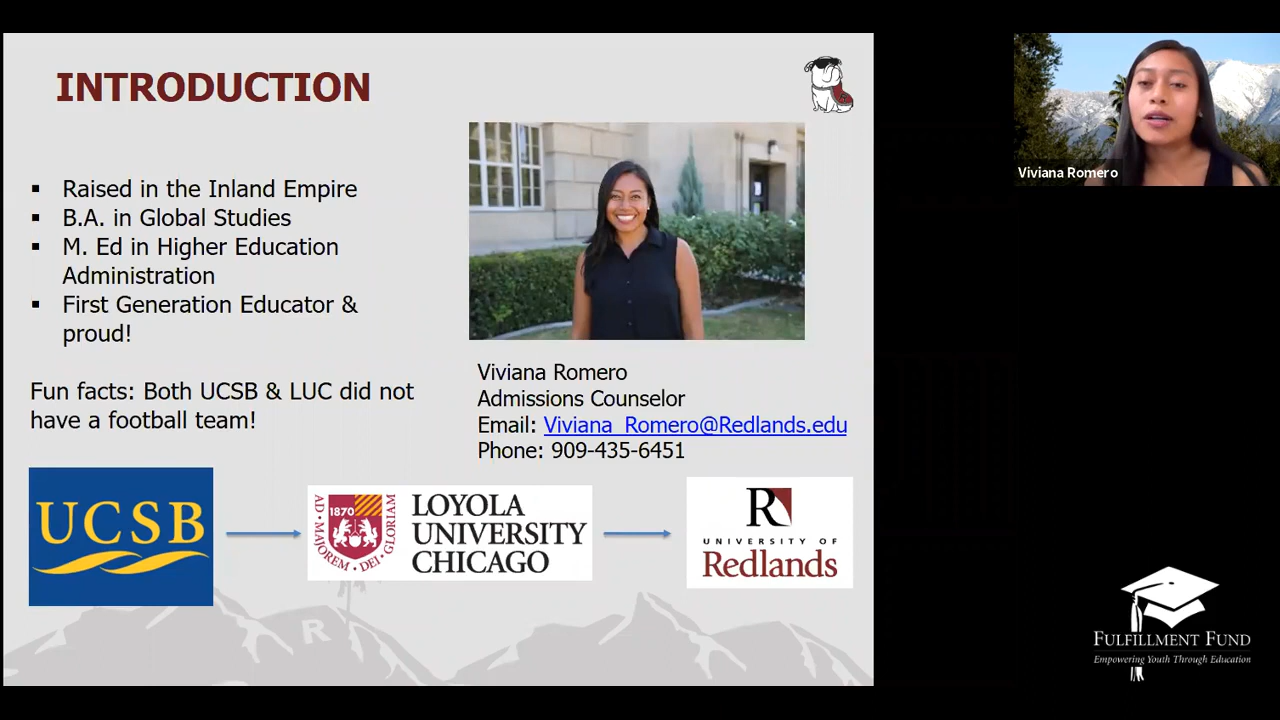 INTRODUCTION
▪ Raised in the Inland Empire
▪ B.A. in Global Studies
▪ M. Ed in Higher Education
Administration
▪ First Generation Educator &
proud!
Fun facts: Both UCSB & LUC did not
have a football team!
Viviana Romero
Admissions Counselor
Email: Viviana_Romero@Redlands.edu
Phone: 909-435-6451
UCSB
1870
AD • MAJOREM • DEI • GLORIAM
LOYOLA
UNIVERSITY
CHICAGO
R
UNIVERSITY OF
Redlands
R
Viviana Romero
FULFILLMENT FUND
Empowering Youth Through Education